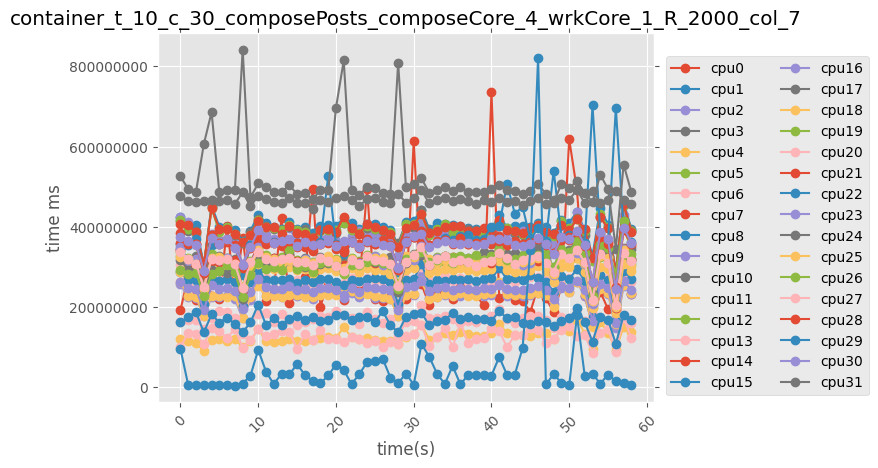 container_t_10_c_30_composePosts_composeCore_4_wrkCore_1_R_2000_col_7
800000000
600000000
400000000
200000000
0
time ms
0
10
20
30
40
50
60
time(s)
cpu0
cpu1
cpu2
cpu3
cpu4
cpu5
cpu6
cpu7
cpu8
cpu9
cpu10
cpu11
cpu12
cpu13
cpu14
cpu15
cpu16
cpu17
cpu18
cpu19
cpu20
cpu21
cpu22
cpu23
cpu24
cpu25
cpu26
cpu27
cpu28
cpu29
cpu30
cpu31